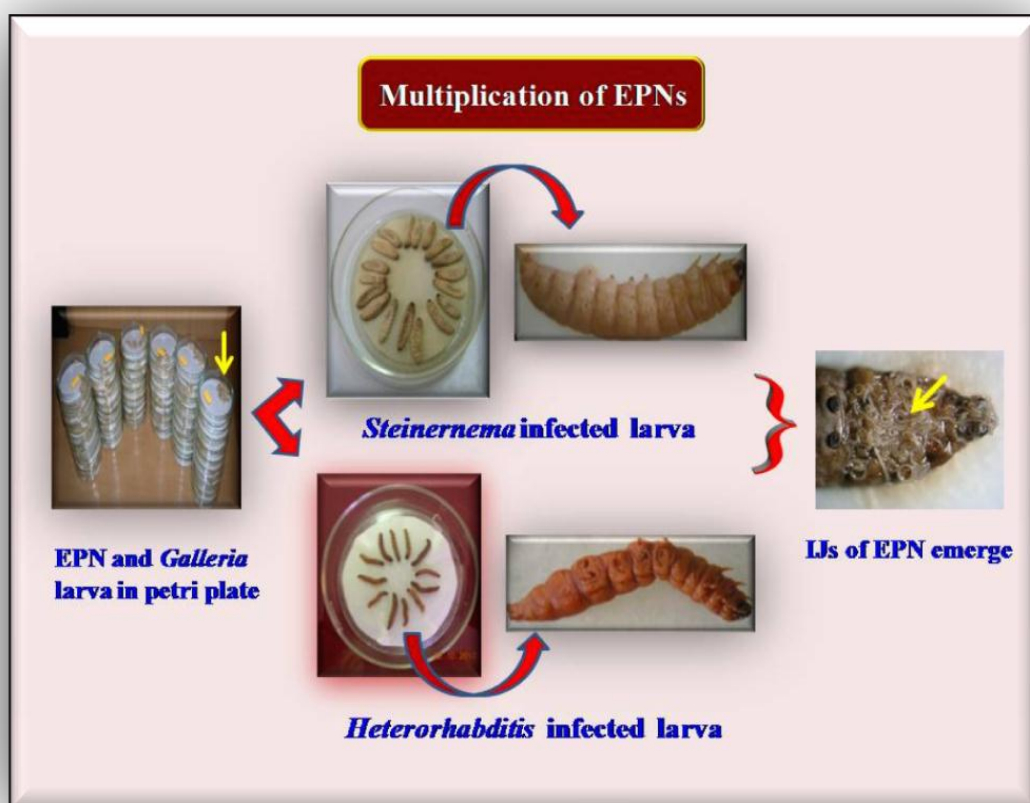 Multiplication of EPNs
Steinernema infected larva
EPN and Galleria
larva in petri plate
IJs of EPN emerge
Heterorhabditis infected larva